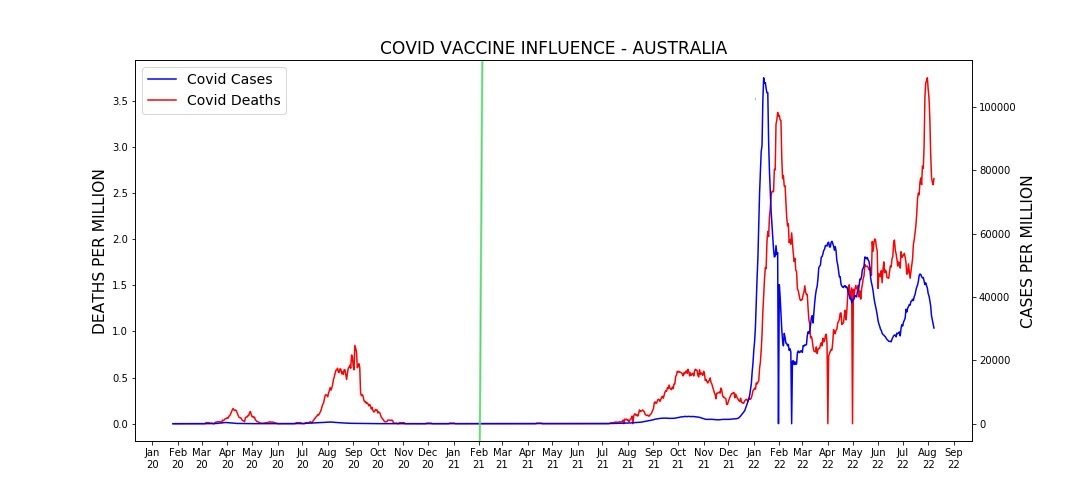 COVID VACCINE INFLUENCE - AUSTRALIA
Covid Cases
Covid Deaths
DEATHS PER MILLION
3.5
3.0
2.5
2.0
1.5
1.0
0.5
0.0
CASES PER MILLION
100000
80000
60000
40000
20000
0
Jan Feb Mar Apr May Jun Jul Aug Sep Oct Nov Dec Jan Feb Mar Apr May Jun Jul Aug Sep Oct Nov Dec Jan Feb Mar Apr May Jun Jul Aug Sep
20 20 20 20 20 20 20 20 20 20 20 20 21 21 21 21 21 21 21 21 21 21 21 21 22 22 22 22 22 22 22 22 22